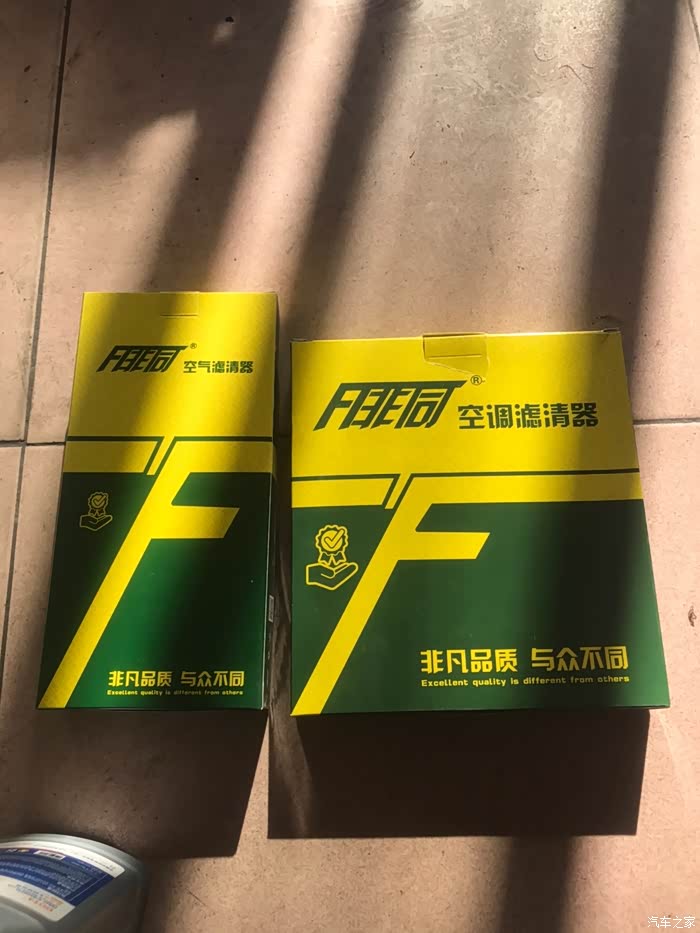 空气滤清器
非凡品质 与众不同
Excellent quality is different from others
®
空调滤清器
非凡品质 与众不同
Excellent quality is different from others
汽车之家